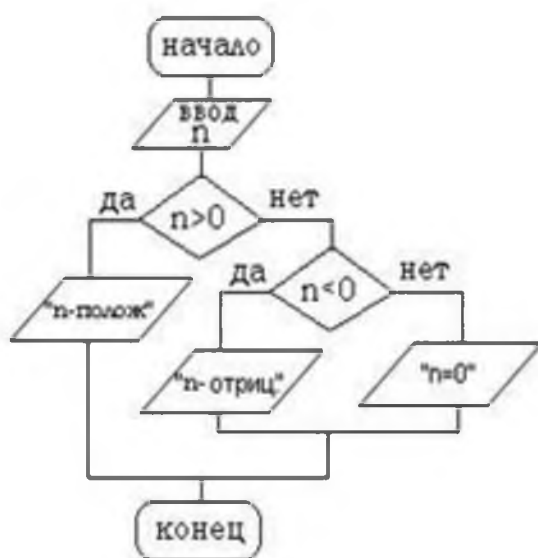 начало
ввод
n
да
n>0
нет
"n-полож"
да
n<0
нет
"n-отриц."
"n=0"
конец